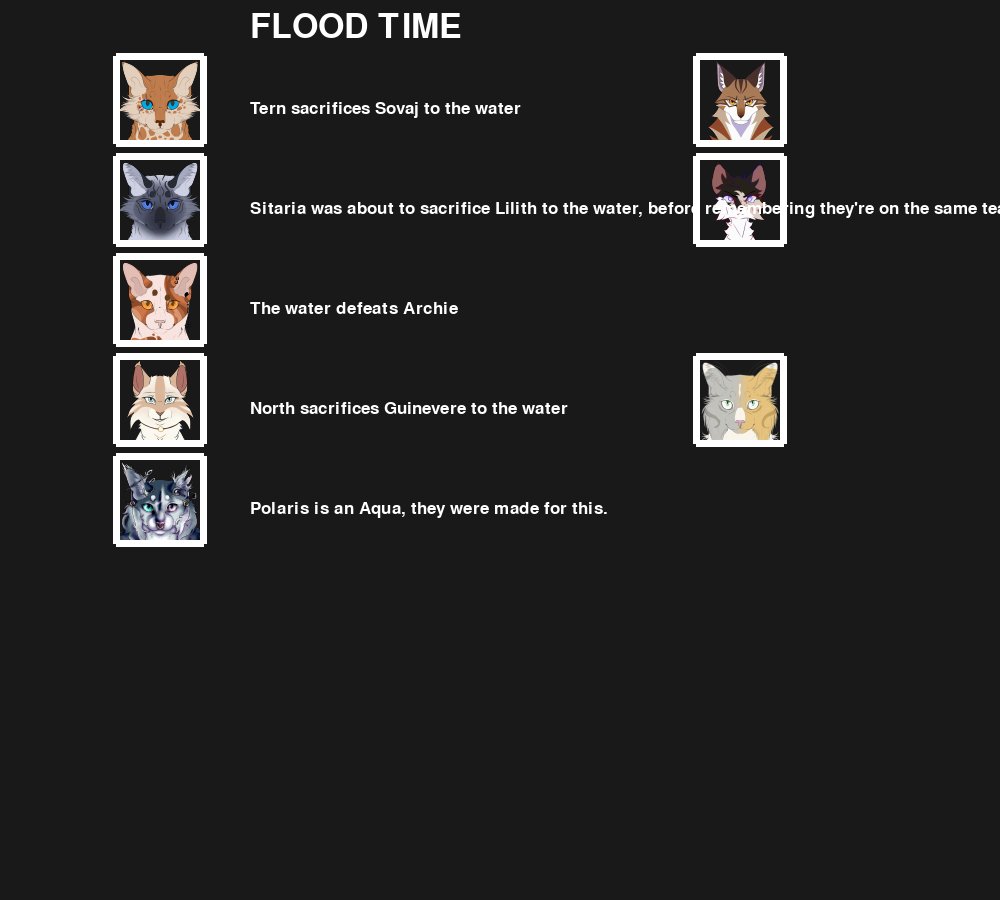 FLOOD TIME
Tern sacrifices Sovaj to the water
Sitaria was about to sacrifice Lilith to the water, before remembering they're on the same
The water defeats Archie
North sacrifices Guinevere to the water
Polaris is an Aqua, they were made for this.